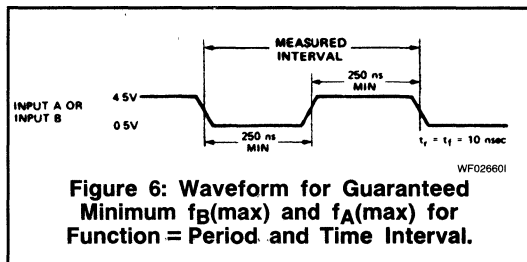 MEASURED
INTERVAL
250 ns
MIN
INPUT A OR
INPUT B
4 5V
0 5V
250 ns
MIN
tr = tf = 10 nsec
WF02660I
Figure 6: Waveform for Guaranteed
Minimum fB(max) and fA(max) for
Function = Period and Time Interval.